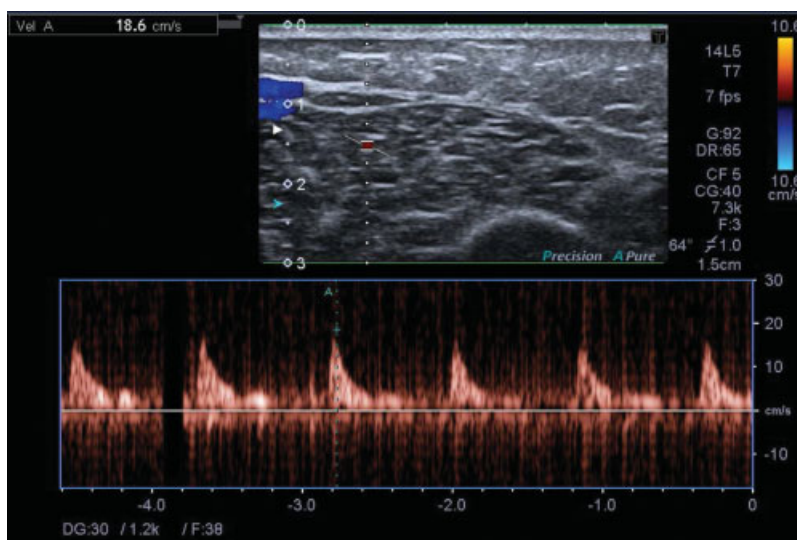 Vel A 18.6 cm/s
0
1
2
3
T
14L5
T7
7 fps
G:92
DR:65
CF 5
CG:40
7.3k
F:3
64° 1.0
1.5cm
10.6
10.6
cm/s
Precision A Pure
A
30
20
10
cm/s
-10
-4.0 -3.0 -2.0 -1.0 0
DG:30 / 1.2k / F:38